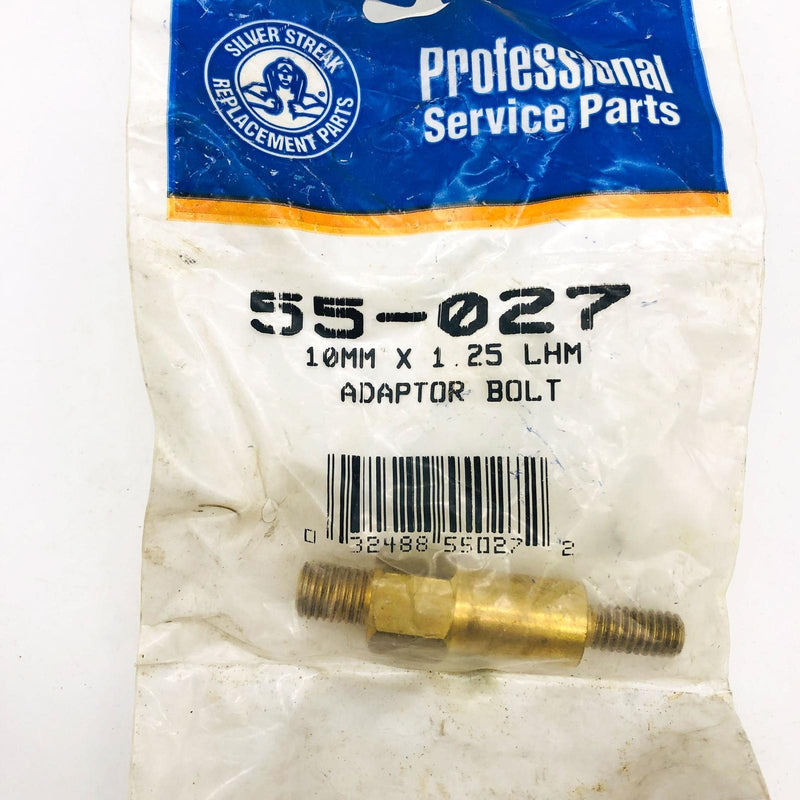 SILVER STREAK
REPLACEMENT PARTS
Professional
Service Parts
55-027
10MM X 1.25 LHM
ADAPTOR BOLT
0 32488 55027 2